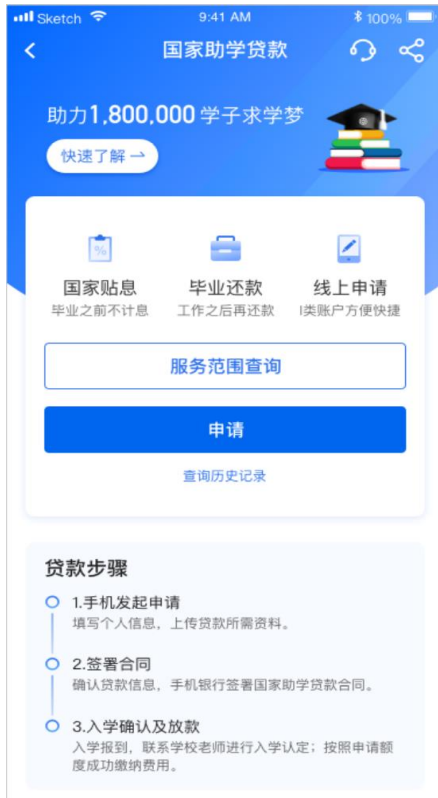 Sketch 9:41 AM 100%
国家助学贷款
助力1,800,000 学子求学梦
快速了解 →
%
国家贴息 毕业还款 线上申请
毕业之前不计息 工作之后再还款 I类账户方便快捷
服务范围查询
申请
查询历史记录
贷款步骤
1.手机发起申请
填写个人信息，上传贷款所需资料。
2.签署合同
确认贷款信息，手机银行签署国家助学贷款合同。
3.入学确认及放款
入学报到，联系学校老师进行入学认定；按照申请额
度成功缴纳费用。